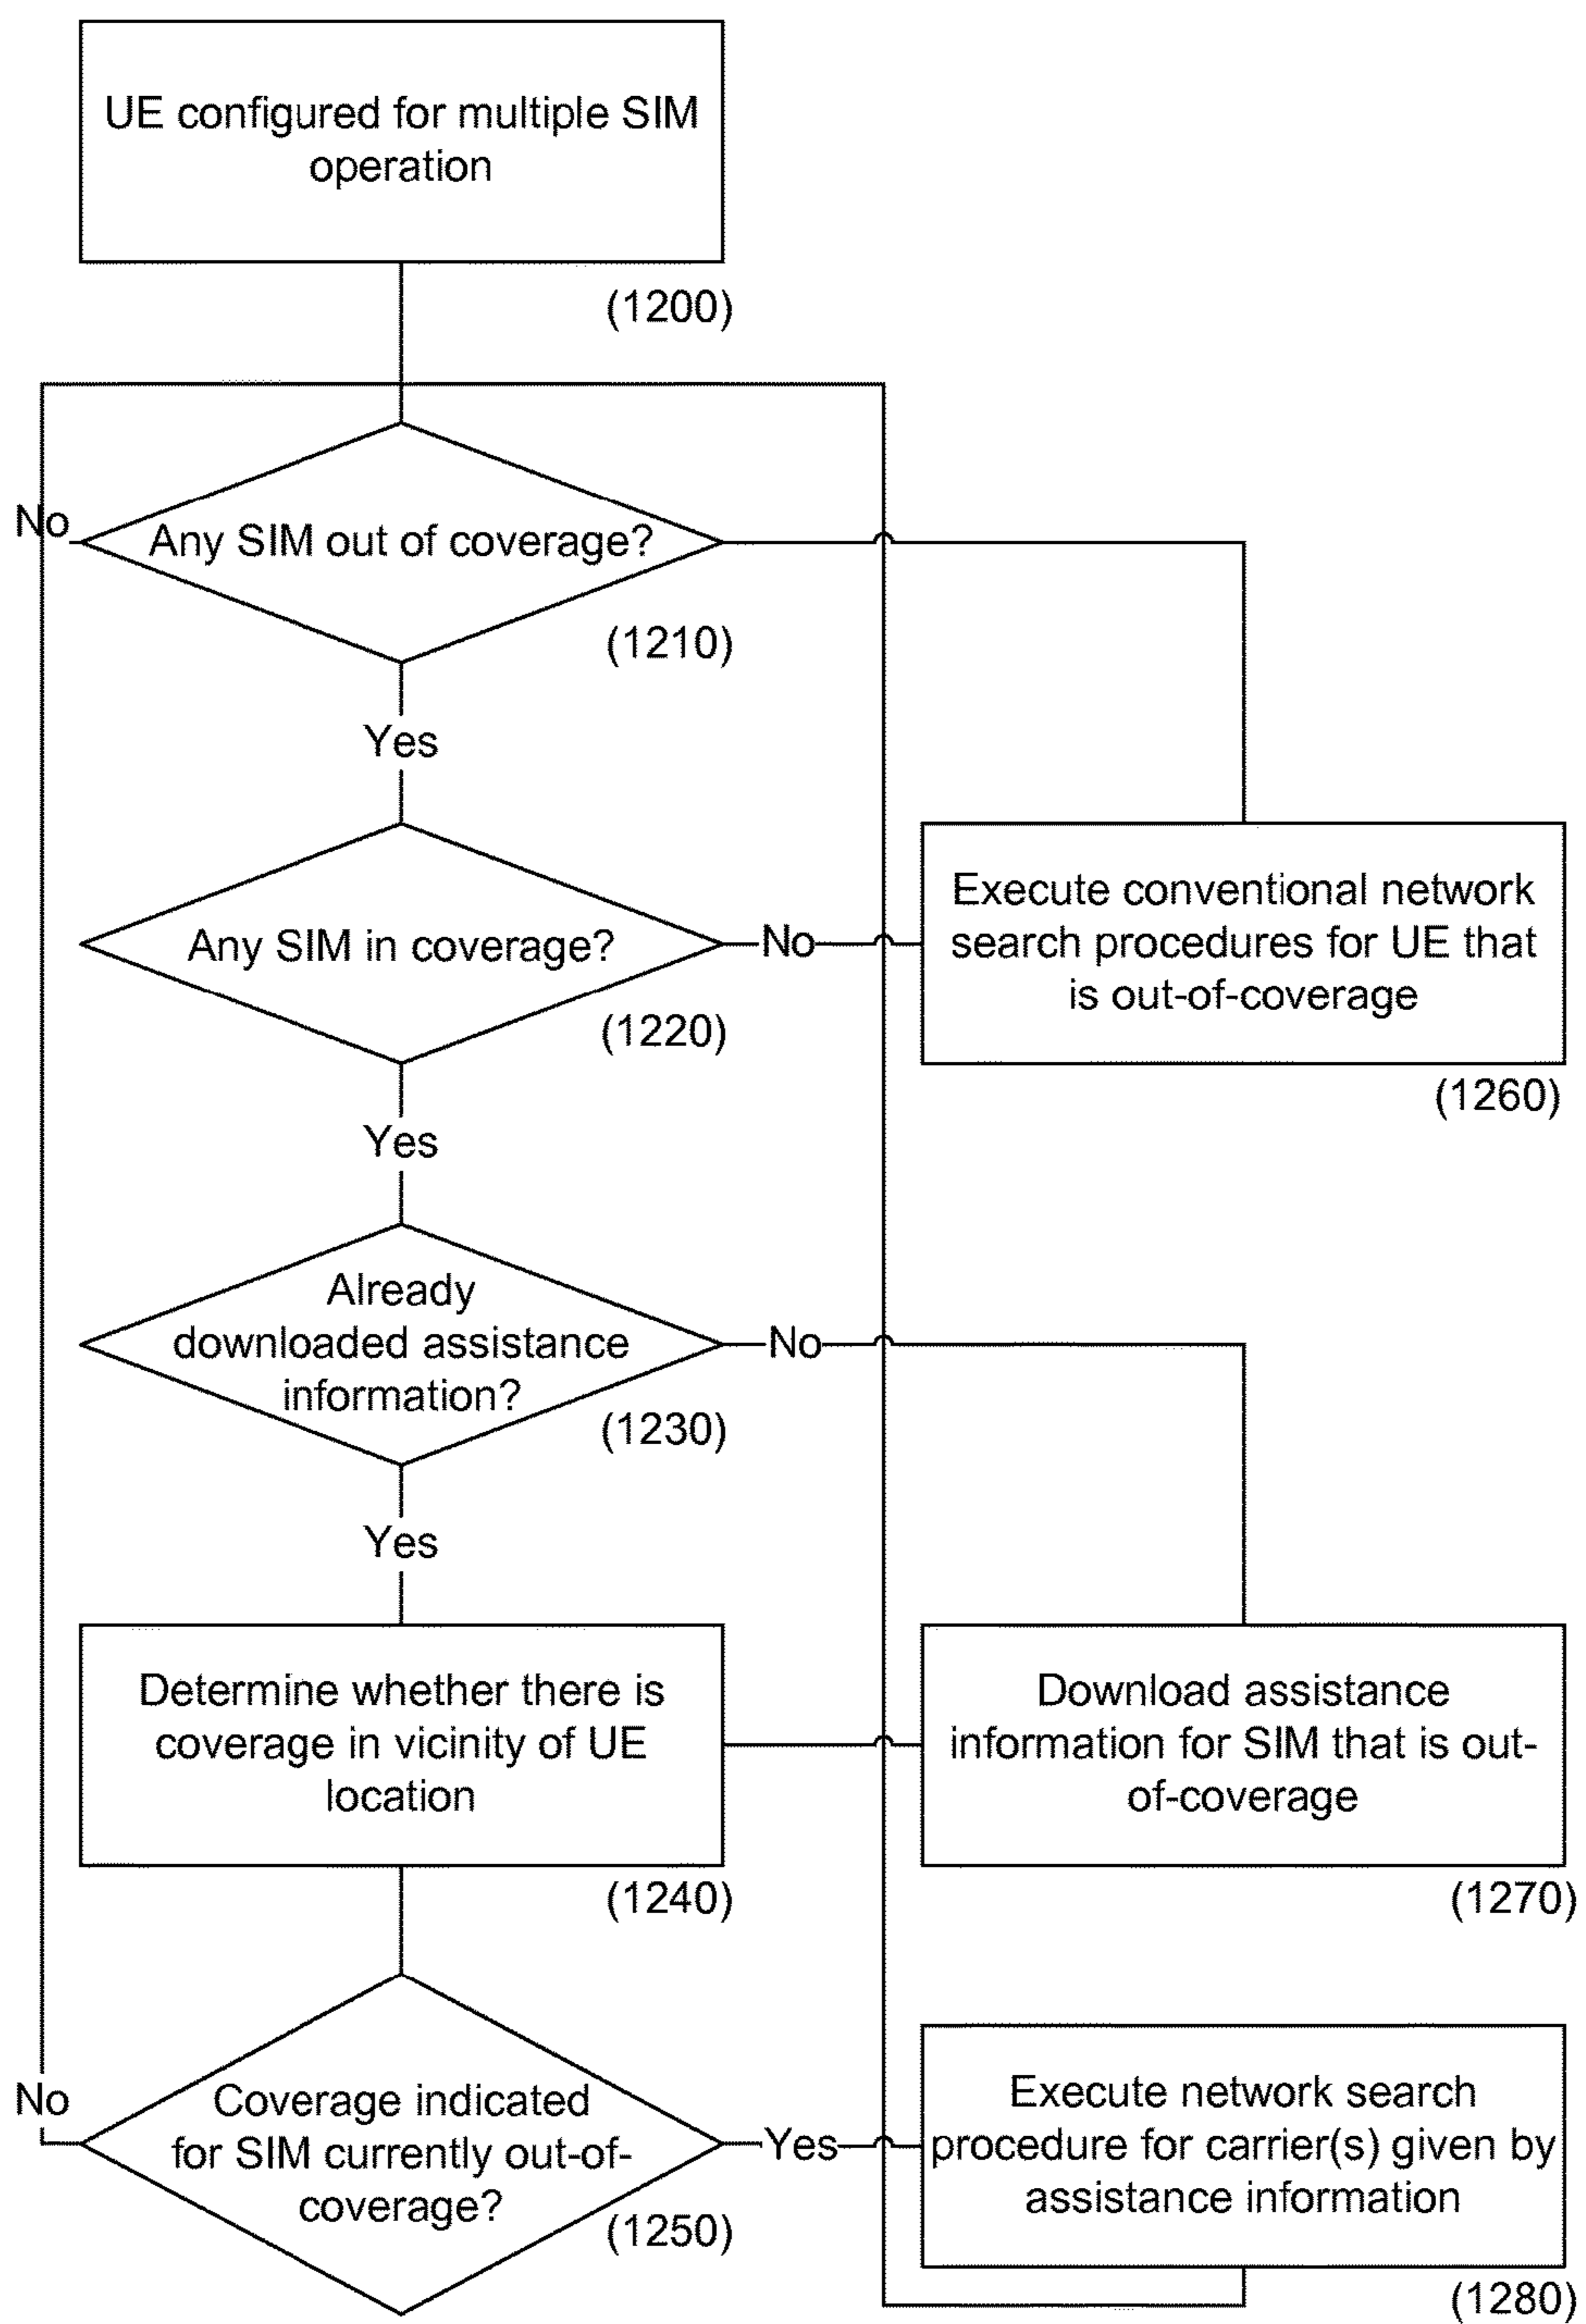 UE configured for multiple SIM
operation
(1200)
No
Any SIM out of coverage?
(1210)
Yes
Any SIM in coverage?
(1220)
No
Execute conventional network
search procedures for UE that
is out-of-coverage
(1260)
Yes
Already
downloaded assistance
information?
(1230)
No
Yes
Determine whether there is
coverage in vicinity of UE
location
(1240)
Download assistance
information for SIM that is out-
of-coverage
(1270)
No
Coverage indicated
for SIM currently out-of-
coverage?
(1250)
Yes
Execute network search
procedure for carrier(s) given by
assistance information
(1280)